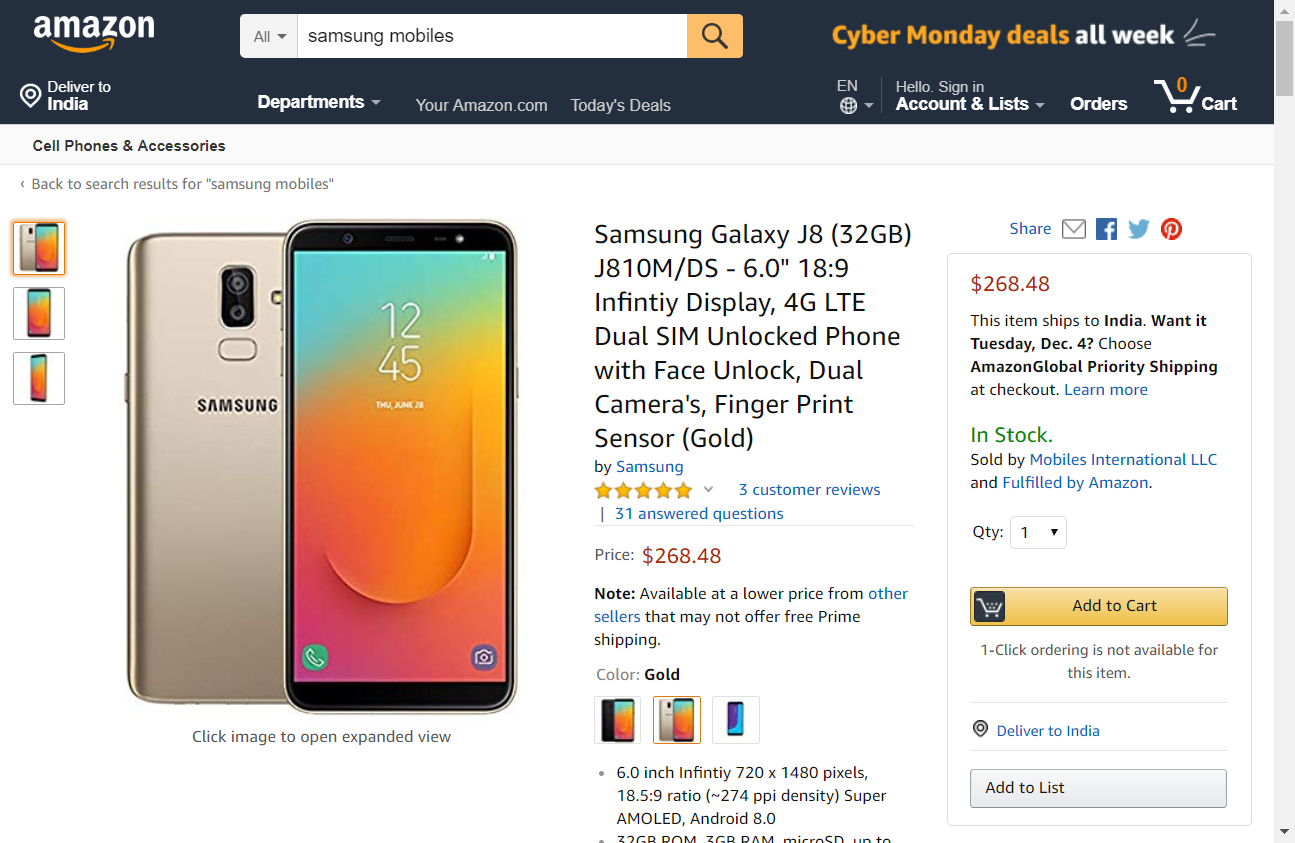 amazon
All
samsung mobiles
Cyber Monday deals all week
Deliver to
India
Departments
Your Amazon.com
Today's Deals
EN
Hello. Sign in
Account & Lists
Orders
0
Cart
Cell Phones & Accessories
‹ Back to search results for "samsung mobiles"
SAMSUNG
12
45
THU, JUNE 28
Click image to open expanded view
Samsung Galaxy J8 (32GB)
J810M/DS - 6.0" 18:9
Infintiy Display, 4G LTE
Dual SIM Unlocked Phone
with Face Unlock, Dual
Camera's, Finger Print
Sensor (Gold)
by Samsung
3 customer reviews
| 31 answered questions
Price: $268.48
Note: Available at a lower price from other
sellers that may not offer free Prime
shipping.
Color: Gold
• 6.0 inch Infintiy 720 x 1480 pixels,
18.5:9 ratio (~274 ppi density) Super
AMOLED, Android 8.0
• 32GB ROM, 3GB RAM, microSD, up to
Share
$268.48
This item ships to India. Want it
Tuesday, Dec. 4? Choose
AmazonGlobal Priority Shipping
at checkout. Learn more
In Stock.
Sold by Mobiles International LLC
and Fulfilled by Amazon.
Qty: 1
Add to Cart
1-Click ordering is not available for
this item.
Deliver to India
Add to List